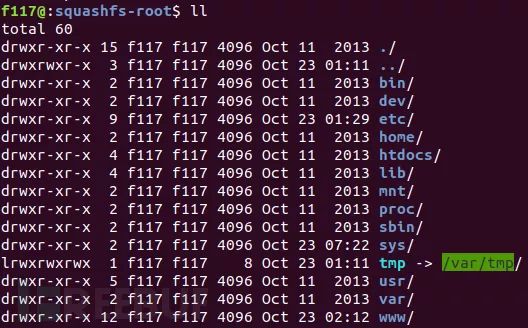 f117@:squashfs-root$ ll
total 60
drwxr-xr-x 15 f117 f117 4096 Oct 11  2013 ./
drwxrwxr-x  3 f117 f117 4096 Oct 23 01:11 ../
drwxr-xr-x  2 f117 f117 4096 Oct 11  2013 bin/
drwxr-xr-x  2 f117 f117 4096 Oct 11  2013 dev/
drwxr-xr-x  9 f117 f117 4096 Oct 23 01:29 etc/
drwxr-xr-x  2 f117 f117 4096 Oct 11  2013 home/
drwxr-xr-x  4 f117 f117 4096 Oct 11  2013 htdocs/
drwxr-xr-x  4 f117 f117 4096 Oct 11  2013 lib/
drwxr-xr-x  2 f117 f117 4096 Oct 11  2013 mnt/
drwxr-xr-x  2 f117 f117 4096 Oct 11  2013 proc/
drwxr-xr-x  2 f117 f117 4096 Oct 11  2013 sbin/
drwxr-xr-x  2 f117 f117 4096 Oct 23 07:22 sys/
lrwxrwxrwx  1 f117 f117    8 Oct 23 01:11 tmp -> /var/tmp/
drwxr-xr-x  5 f117 f117 4096 Oct 11  2013 usr/
drwxr-xr-x  2 f117 f117 4096 Oct 11  2013 var/
drwxr-xr-x 12 f117 f117 4096 Oct 23 02:12 www/